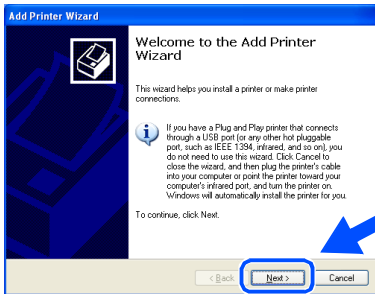 Add Printer Wizard
Welcome to the Add Printer
Wizard
This wizard helps you install a printer or make printer
connections.
If you have a Plug and Play printer that connects
through a USB port (or any other hot pluggable
port, such as IEEE 1394, infrared, and so on), you
do not need to use this wizard. Click Cancel to
close the wizard, and then plug the printer's cable
into your computer or point the printer toward your
computer's infrared port, and turn the printer on.
Windows will automatically install the printer for you.
To continue, click Next.
< Back
Next >
Cancel